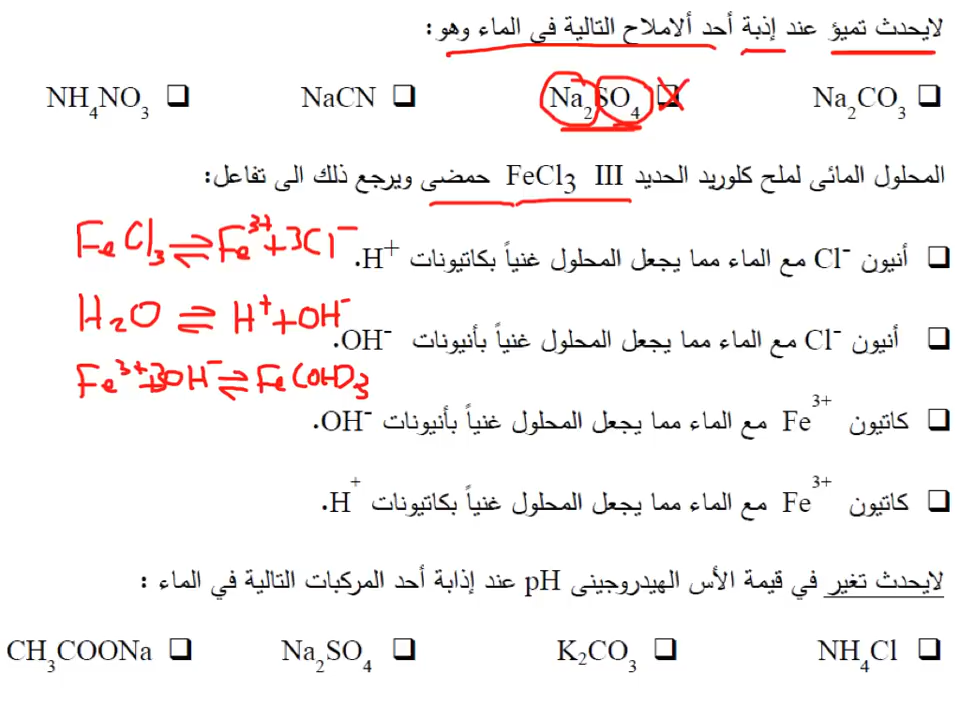 لايحدث تميؤ عند إذبة أحد ألاملاح التالية فى الماء وهو:
❑ Na₂CO₃ ❑ Na₂SO₄ ❑ NaCN ❑ NH₄NO₃
المحلول المائى لملح كلوريد الحديد FeCl₃ III حمضى ويرجع ذلك الى تفاعل:
FeCl₃ ⇌ Fe³⁺ + 3Cl⁻
❑ أنيون Cl⁻ مع الماء مما يجعل المحلول غنياً بكاتيونات H⁺.
H₂O ⇌ H⁺ + OH⁻
❑ أنيون Cl⁻ مع الماء مما يجعل المحلول غنياً بأنيونات OH⁻.
Fe³⁺ + 3OH⁻ ⇌ Fe(OH)₃
❑ كاتيون Fe³⁺ مع الماء مما يجعل المحلول غنياً بأنيونات OH⁻.
❑ كاتيون Fe³⁺ مع الماء مما يجعل المحلول غنياً بكاتيونات H⁺.
لايحدث تغير في قيمة الأس الهيدروجينى pH عند إذابة أحد المركبات التالية في الماء :
❑ NH₄Cl ❑ K₂CO₃ ❑ Na₂SO₄ ❑ CH₃COONa